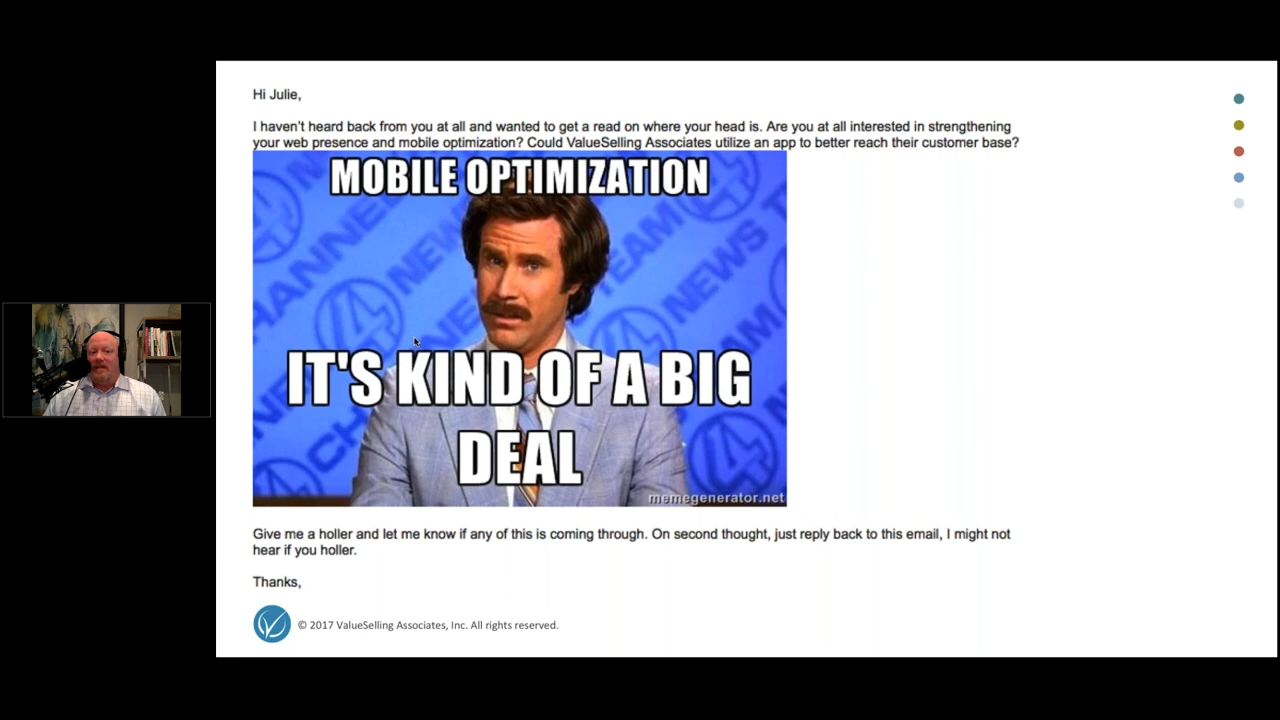 Hi Julie,
I haven't heard back from you at all and wanted to get a read on where your head is. Are you at all interested in strengthening
your web presence and mobile optimization? Could ValueSelling Associates utilize an app to better reach their customer base?
MOBILE OPTIMIZATION
IT'S KIND OF A BIG
DEAL
memegenerator.net
Give me a holler and let me know if any of this is coming through. On second thought, just reply back to this email, I might not
hear if you holler.
Thanks,
© 2017 ValueSelling Associates, Inc. All rights reserved.